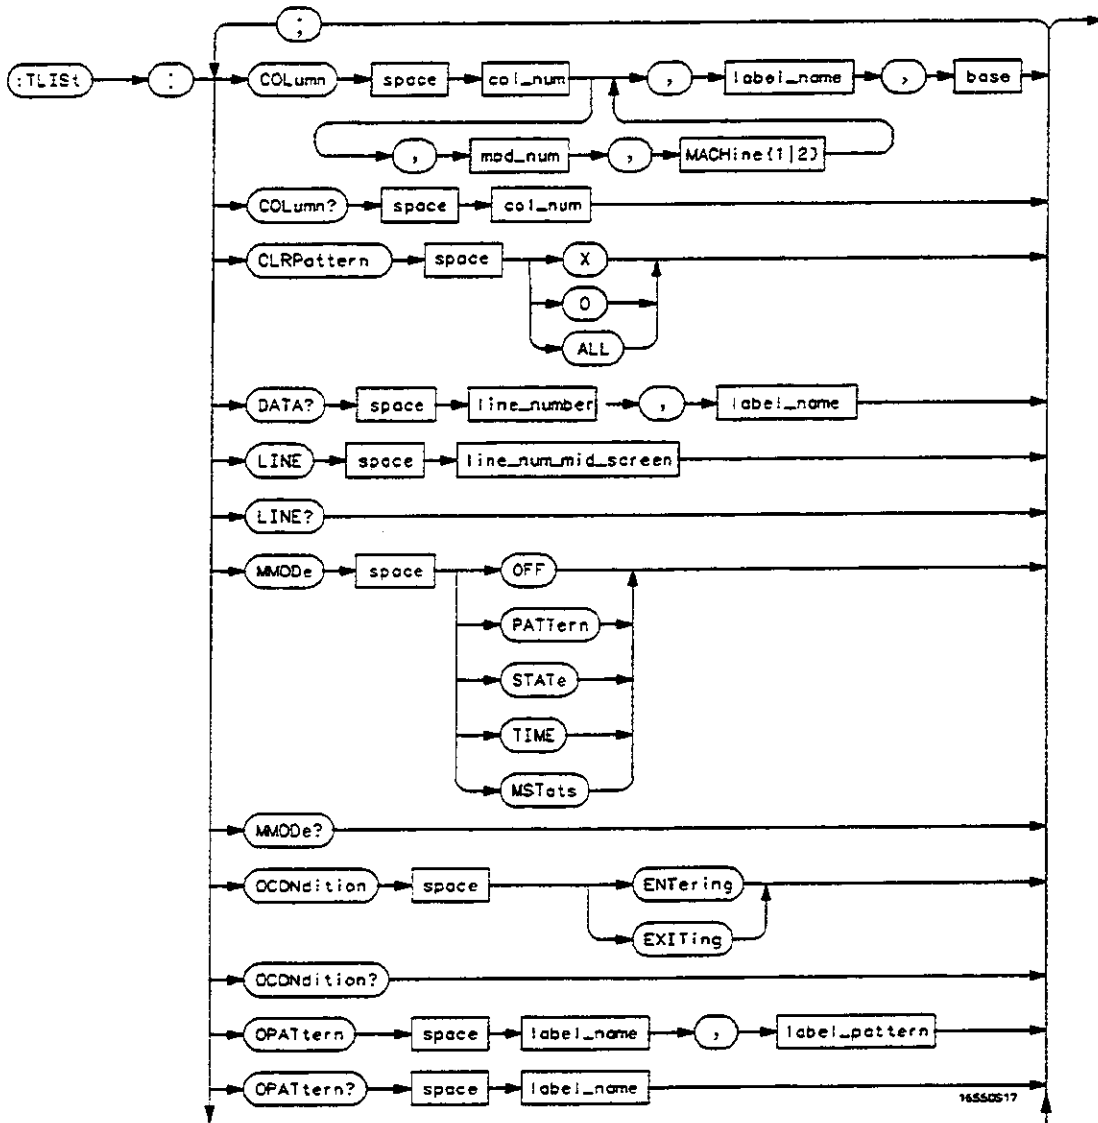 ;
:TLISt : COLumn space col_num , label_name , base
, mod_num , MACHine{1|2}
COLumn? space col_num
CLRPattern space X
O
ALL
DATA? space line_number , label_name
LINE space line_num_mid_screen
LINE?
MMODe space OFF
PATTern
STATe
TIME
MSTats
MMODe?
OCONdition space ENTering
EXITing
OCONdition?
OPATtern space label_name , label_pattern
OPATtern? space label_name
16550S17